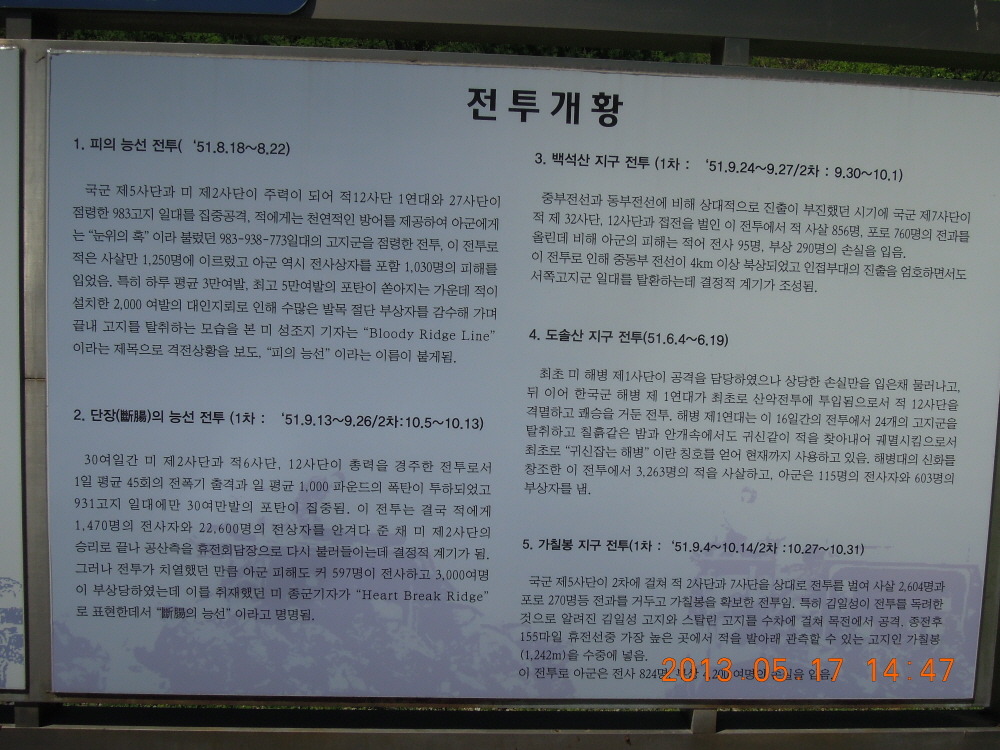 전투개황
1. 피의 능선 전투( ‘51.8.18~8.22)
국군 제5사단과 미 제2사단이 주력이 되어 적12사단 1연대와 27사단이
점령한 983고지 일대를 집중공격, 적에게는 천연적인 방어를 제공하여 아군에게
는 “눈위의 혹” 이라 불렸던 983-938-773일대의 고지군을 점령한 전투, 이 전투로
적은 사살만 1,250명에 이르렀고 아군 역시 전사상자를 포함 1,030명의 피해를
입었음. 특히 하루 평균 3만여발, 최고 5만여발의 포탄이 쏟아지는 가운데 적이
설치한 2,000 여발의 대인지뢰로 인해 수많은 발목 절단 부상자를 감수해 가며
끝내 고지를 탈취하는 모습을 본 미 성조지 기자는 “Bloody Ridge Line”
이라는 제목으로 격전상황을 보도, “피의 능선” 이라는 이름이 붙게됨.
2. 단장(斷腸)의 능선 전투 (1차 : ‘51.9.13~9.26/2차:10.5~10.13)
30여일간 미 제2사단과 적6사단, 12사단이 총력을 경주한 전투로서
1일 평균 45회의 전폭기 출격과 일 평균 1,000 파운드의 폭탄이 투하되었고
931고지 일대에만 30여만발의 포탄이 집중됨. 이 전투는 결국 적에게
1,470명의 전사자와 22,600명의 전상자를 안겨다 준 채 미 제2사단의
승리로 끝나 공산측을 휴전회담장으로 다시 불러들이는데 결정적 계기가 됨.
그러나 전투가 치열했던 만큼 아군 피해도 커 597명이 전사하고 3,000여명
이 부상당하였는데 이를 취재했던 미 종군기자가 “Heart Break Ridge”
로 표현한데서 “斷腸의 능선” 이라고 명명됨.
3. 백석산 지구 전투 (1차 : ‘51.9.24~9.27/2차 : 9.30~10.1)
중부전선과 동부전선에 비해 상대적으로 진출이 부진했던 시기에 국군 제7사단이
적 제 32사단, 12사단과 접전을 벌인 이 전투에서 적 사살 856명, 포로 760명의 전과를
올린데 비해 아군의 피해는 적어 전사 95명, 부상 290명의 손실을 입음.
이 전투로 인해 중동부 전선이 4km 이상 북상되었고 인접부대의 진출을 엄호하면서도
서쪽고지군 일대를 탈환하는데 결정적 계기가 조성됨.
4. 도솔산 지구 전투(51.6.4~6.19)
최초 미 해병 제1사단이 공격을 담당하였으나 상당한 손실만을 입은채 물러나고,
뒤 이어 한국군 해병 제 1연대가 최초로 산악전투에 투입됨으로서 적 12사단을
격멸하고 쾌승을 거둔 전투. 해병 제1연대는 이 16일간의 전투에서 24개의 고지군을
탈취하고 칠흙같은 밤과 안개속에서도 귀신같이 적을 찾아내어 궤멸시킴으로서
최초로 “귀신잡는 해병” 이란 칭호를 얻어 현재까지 사용하고 있음. 해병대의 신화를
창조한 이 전투에서 3,263명의 적을 사살하고, 아군은 115명의 전사자와 603명의
부상자를 냄.
5. 가칠봉 지구 전투(1차 : ‘51.9.4~10.14/2차 :10.27~10.31)
국군 제5사단이 2차에 걸쳐 적 2사단과 7사단을 상대로 전투를 벌여 사살 2,604명과
포로 270명등 전과를 거두고 가칠봉을 확보한 전투임. 특히 김일성이 전투를 독려한
것으로 알려진 김일성 고지와 스탈린 고지를 수차에 걸쳐 목전에서 공격. 종전후
155마일 휴전선중 가장 높은 곳에서 적을 발아래 관측할 수 있는 고지인 가칠봉
(1,242m)을 수중에 넣음.
이 전투로 아군은 전사 824명 손실을 입음.
2013.05.17 14:47